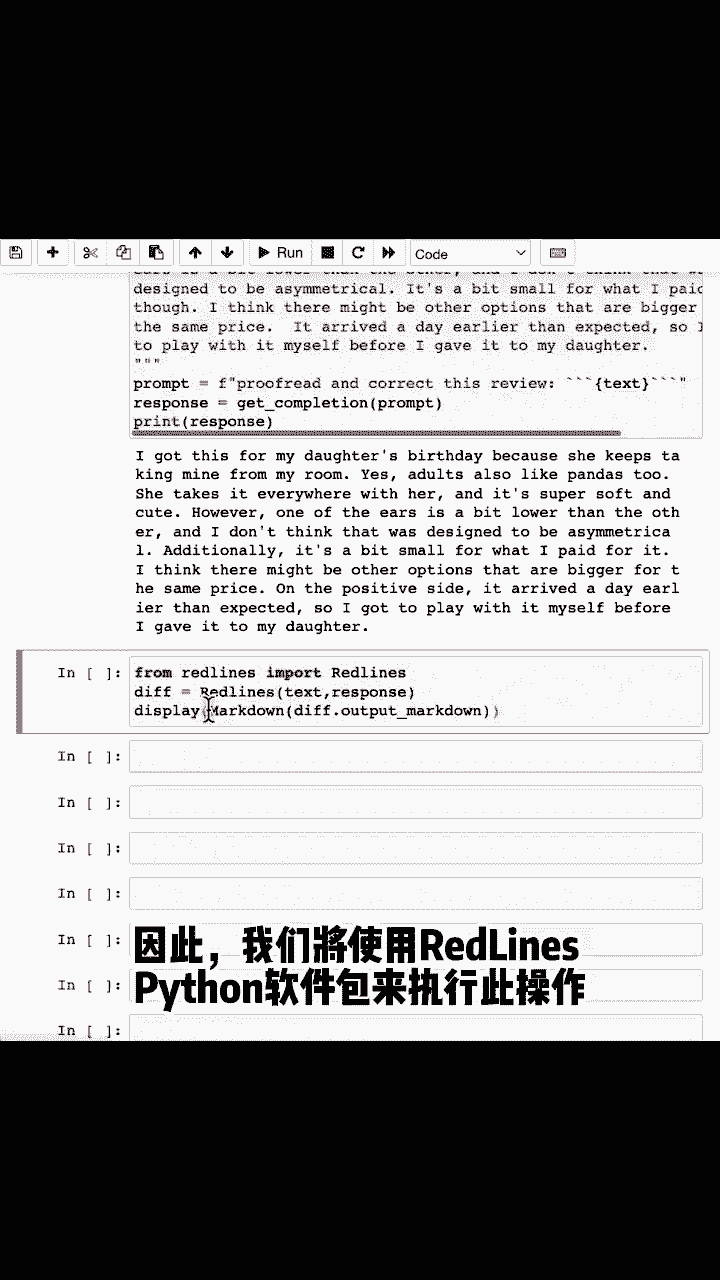 Run
Code
designed to be asymmetrical. It's a bit small for what I paid
though. I think there might be other options that are bigger
the same price.  It arrived a day earlier than expected, so I
to play with it myself before I gave it to my daughter.
"""
prompt = f"proofread and correct this review: ```{text}```"
response = get_completion(prompt)
print(response)
I got this for my daughter's birthday because she keeps ta
king mine from my room. Yes, adults also like pandas too.
She takes it everywhere with her, and it's super soft and
cute. However, one of the ears is a bit lower than the oth
er, and I don't think that was designed to be asymmetrica
l. Additionally, it's a bit small for what I paid for it.
I think there might be other options that are bigger for t
he same price. On the positive side, it arrived a day earl
ier than expected, so I got to play with it myself before
I gave it to my daughter.
In [ ]: from redlines import Redlines
diff = Redlines(text,response)
display(Markdown(diff.output_markdown))
In [ ]:
In [ ]:
In [ ]:
In [ ]:
In [ ]:
In [ ]:
In [ ]:
因此，我们將使用RedLines
Python软件包来执行此操作